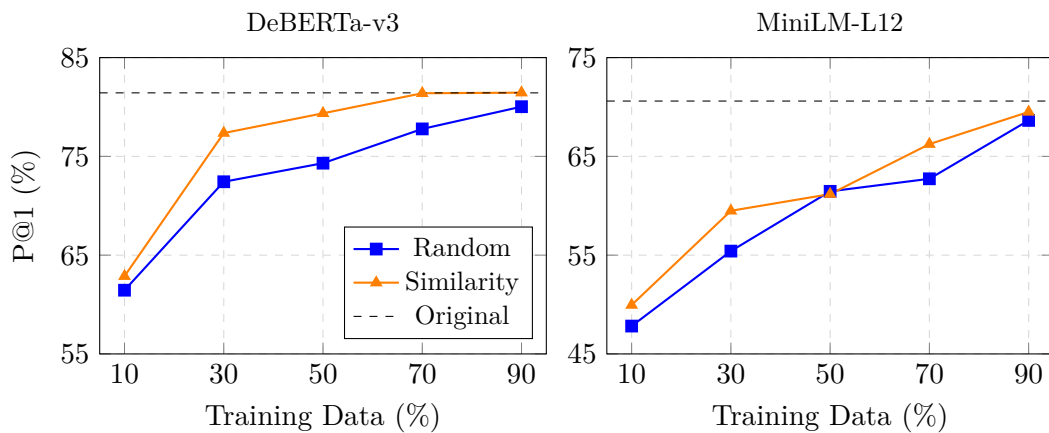 DeBERTa-v3
MiniLM-L12
P@1 (%)
85
75
65
55
10 30 50 70 90
Training Data (%)
Random
Similarity
Original
75
65
55
45
10 30 50 70 90
Training Data (%)